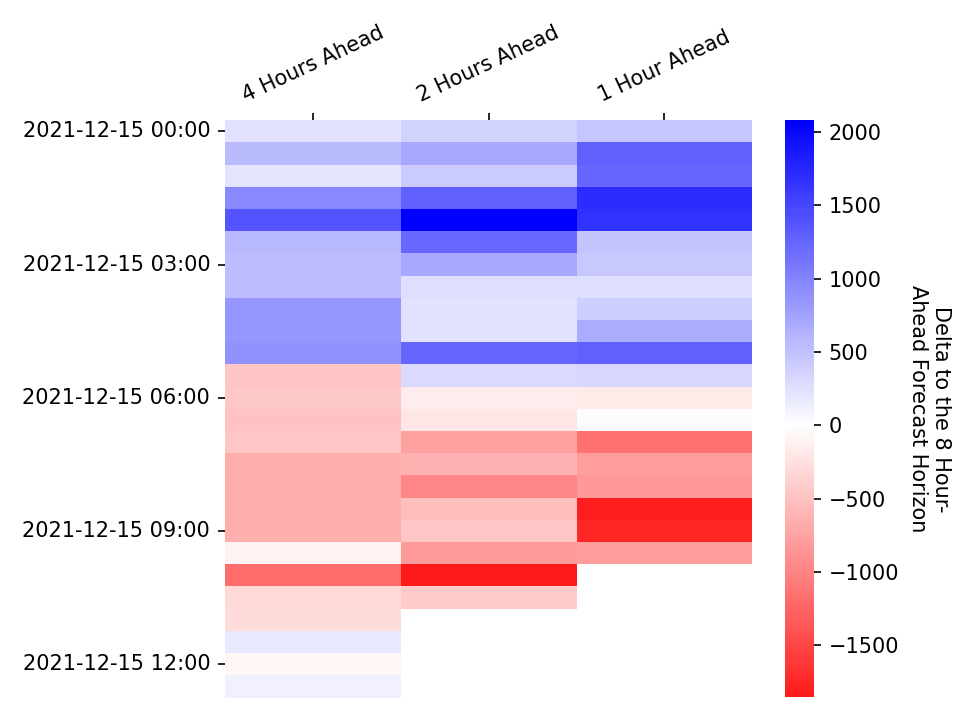 4 Hours Ahead
2 Hours Ahead
1 Hour Ahead
2021-12-15 00:00
2021-12-15 03:00
2021-12-15 06:00
2021-12-15 09:00
2021-12-15 12:00
2000
1500
1000
500
0
−500
−1000
−1500
Delta to the 8 Hour-
Ahead Forecast Horizon